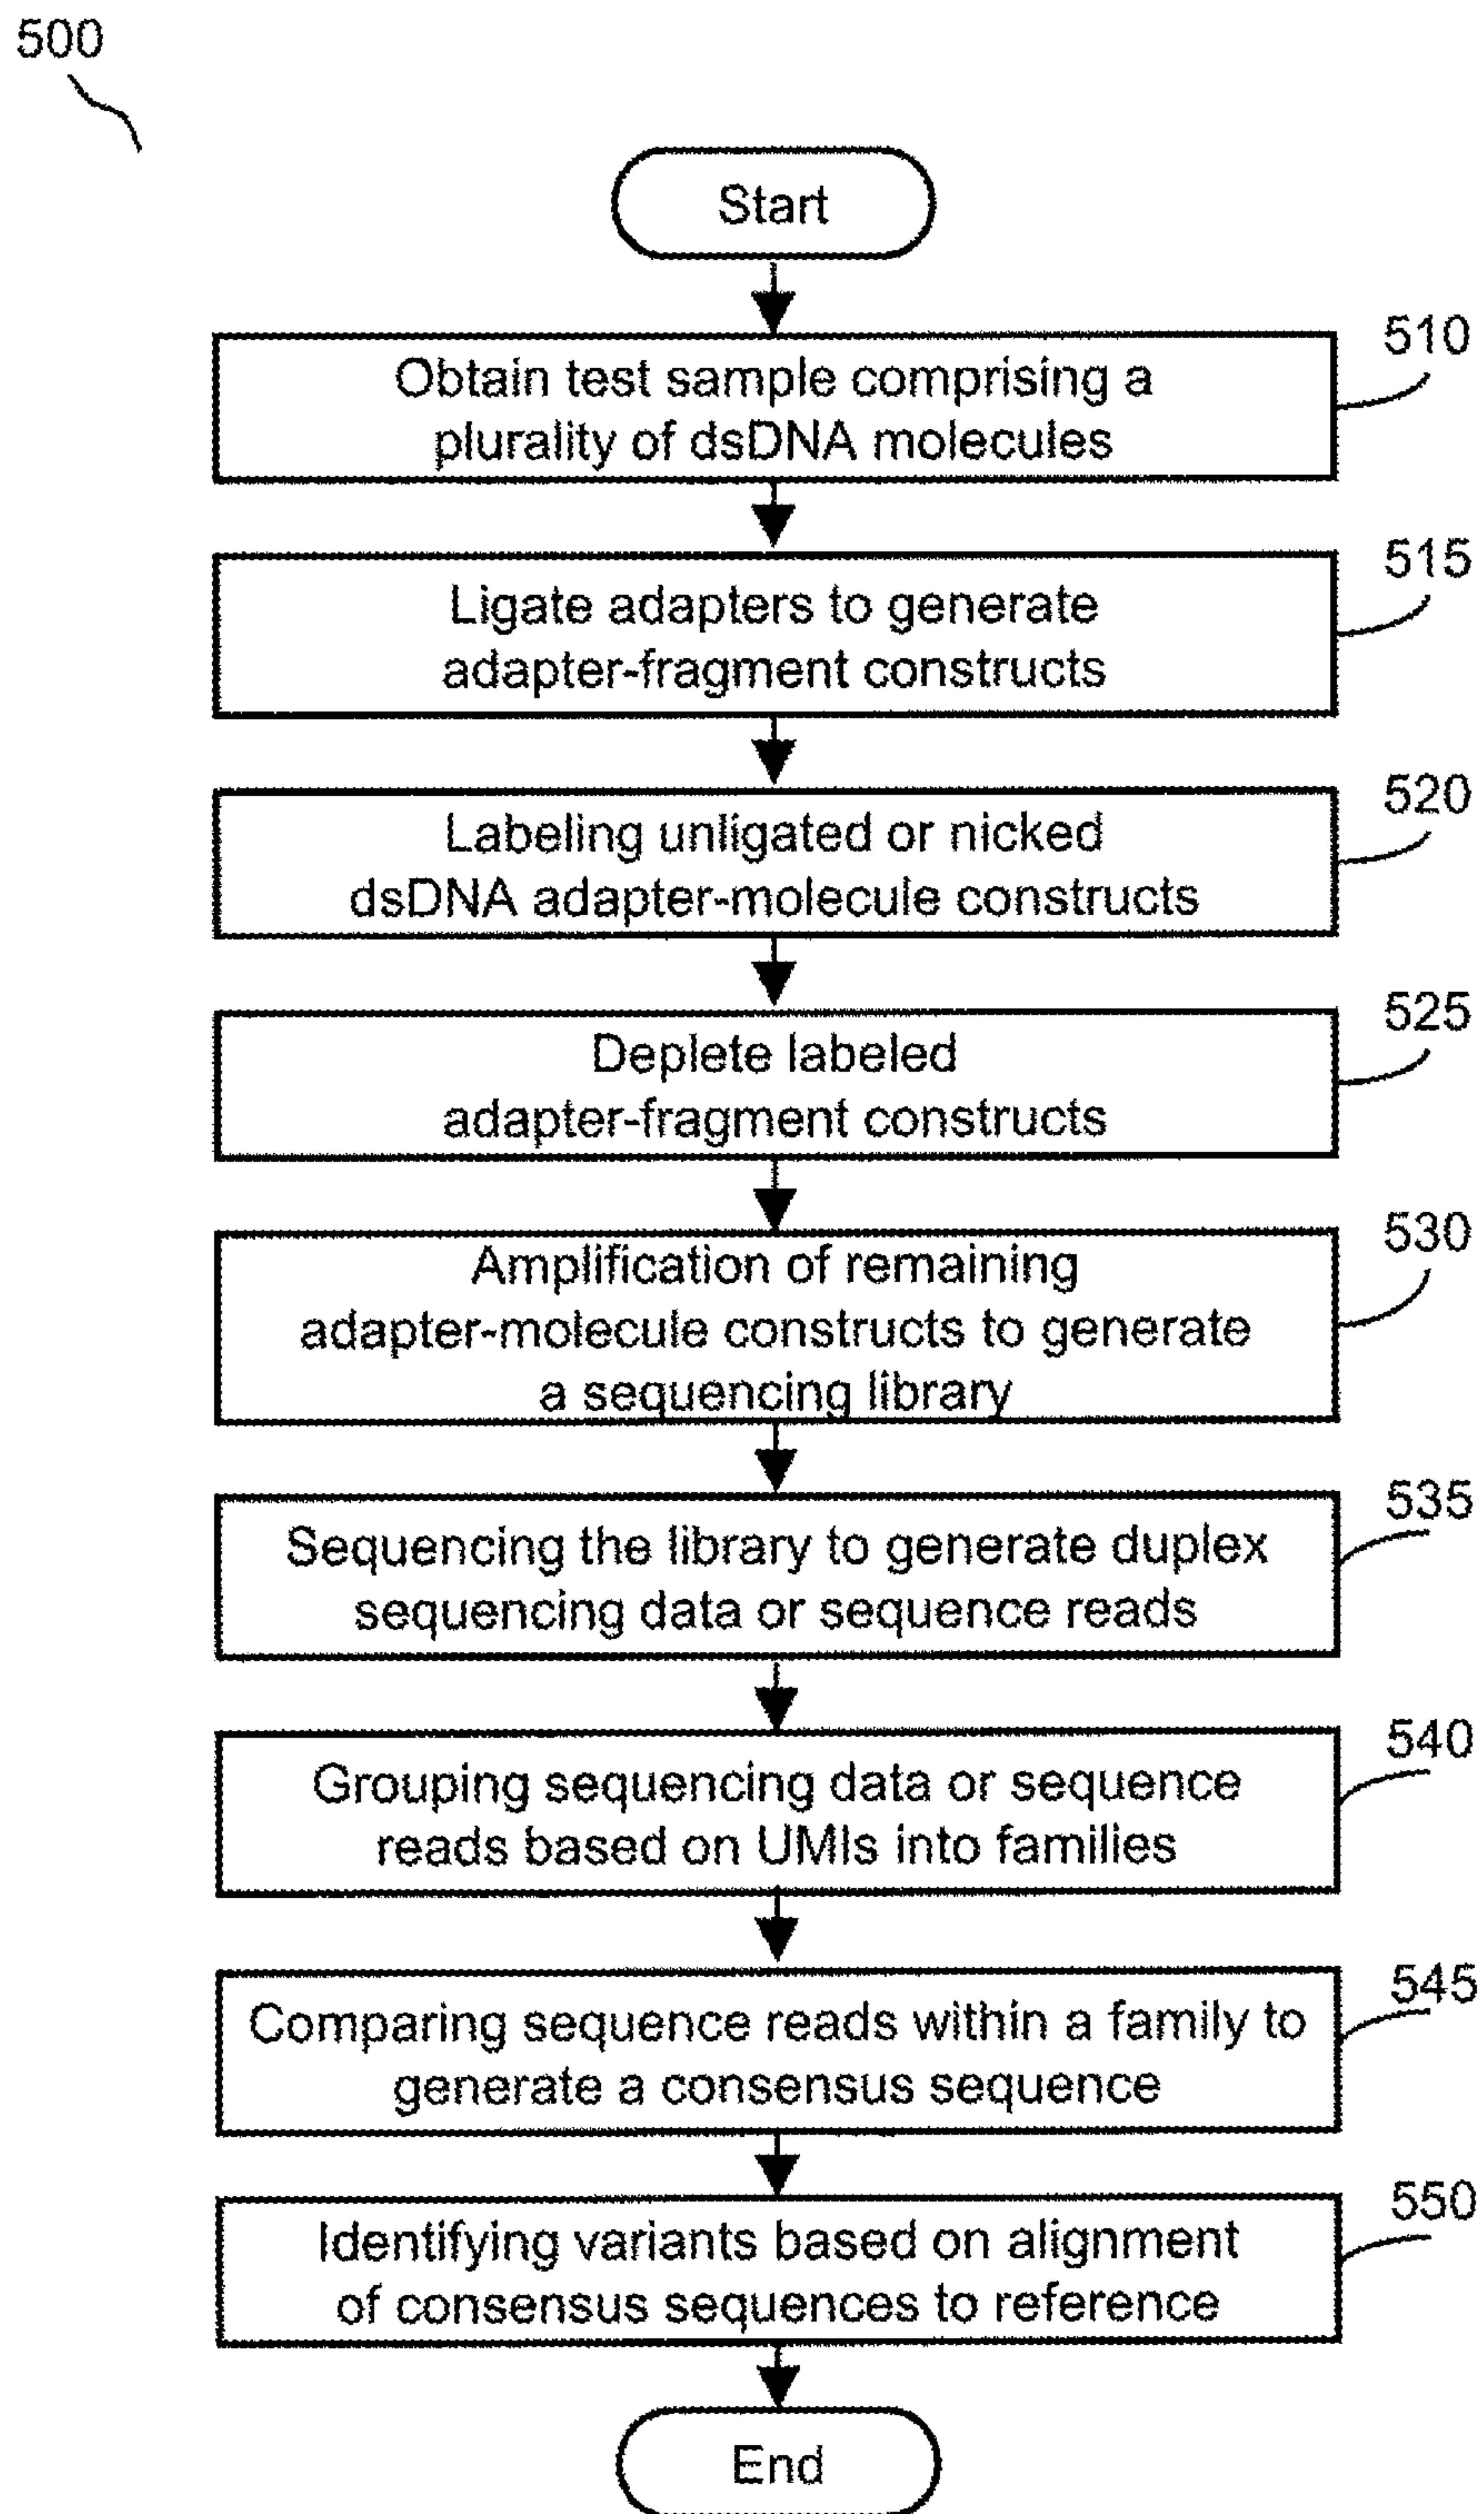 500
Start
510
Obtain test sample comprising a
plurality of dsDNA molecules
515
Ligate adapters to generate
adapter-fragment constructs
520
Labeling unligated or nicked
dsDNA adapter-molecule constructs
525
Deplete labeled
adapter-fragment constructs
530
Amplification of remaining
adapter-molecule constructs to generate
a sequencing library
535
Sequencing the library to generate duplex
sequencing data or sequence reads
540
Grouping sequencing data or sequence
reads based on UMIs into families
545
Comparing sequence reads within a family to
generate a consensus sequence
550
Identifying variants based on alignment
of consensus sequences to reference
End